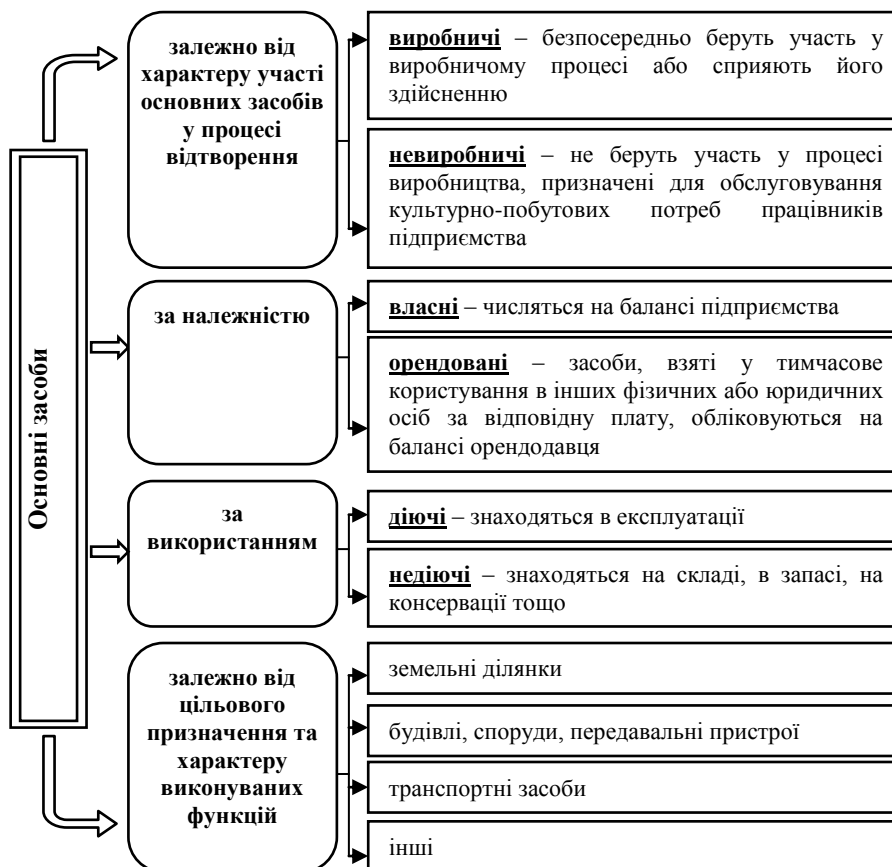 Основні засоби
залежно від
характеру участі
основних засобів
у процесі
відтворення
виробничі – безпосередньо беруть участь у
виробничому процесі або сприяють його
здійсненню
невиробничі – не беруть участь у процесі
виробництва, призначені для обслуговування
культурно-побутових потреб працівників
підприємства
за належністю
власні – числяться на балансі підприємства
орендовані – засоби, взяті у тимчасове
користування в інших фізичних або юридичних
осіб за відповідну плату, обліковуються на
балансі орендодавця
за
використанням
діючі – знаходяться в експлуатації
недіючі – знаходяться на складі, в запасі, на
консервації тощо
залежно від
цільового
призначення та
характеру
виконуваних
функцій
земельні ділянки
будівлі, споруди, передавальні пристрої
транспортні засоби
інші